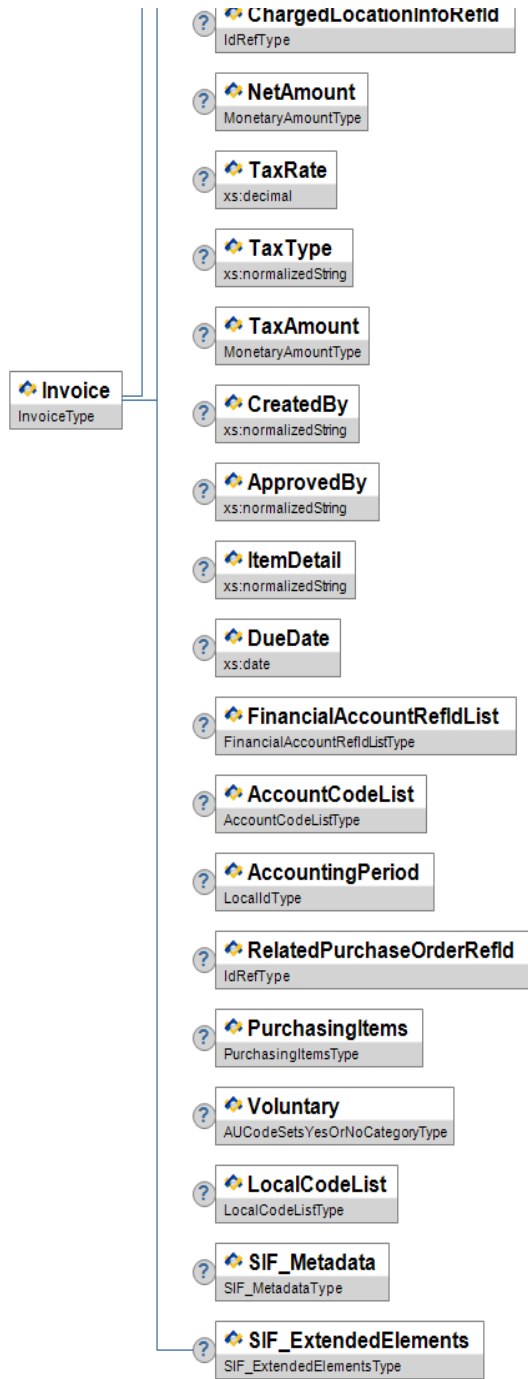 ChargedLocationInfoRefId
IdRefType
?
NetAmount
MonetaryAmountType
?
TaxRate
xs:decimal
?
TaxType
xs:normalizedString
?
TaxAmount
MonetaryAmountType
?
Invoice
InvoiceType
CreatedBy
xs:normalizedString
?
ApprovedBy
xs:normalizedString
?
ItemDetail
xs:normalizedString
?
DueDate
xs:date
?
FinancialAccountRefIdList
FinancialAccountRefIdListType
?
AccountCodeList
AccountCodeListType
?
AccountingPeriod
LocalIdType
?
RelatedPurchaseOrderRefId
IdRefType
?
PurchasingItems
PurchasingItemsType
?
Voluntary
AUCodeSetsYesOrNoCategoryType
?
LocalCodeList
LocalCodeListType
?
SIF_Metadata
SIF_MetadataType
?
SIF_ExtendedElements
SIF_ExtendedElementsType
?